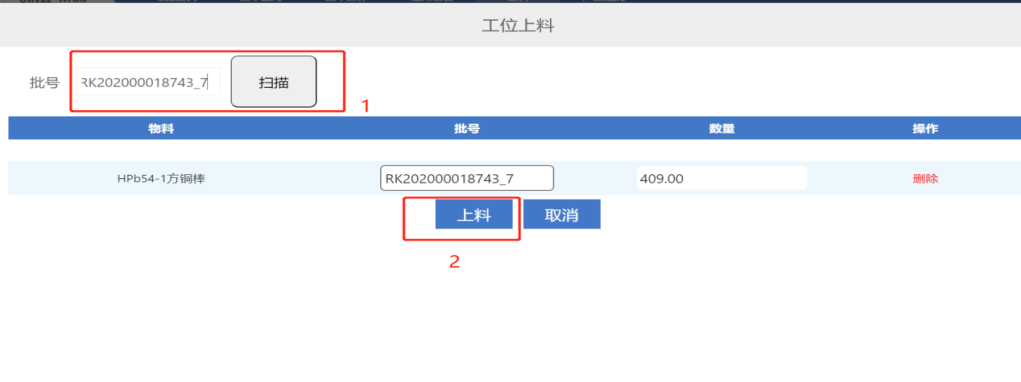 工位上料
批号 RK202000018743_7 扫描
1
物料 批号 数量 操作
HPb54-1方铜棒 RK202000018743_7 409.00 删除
上料 取消
2